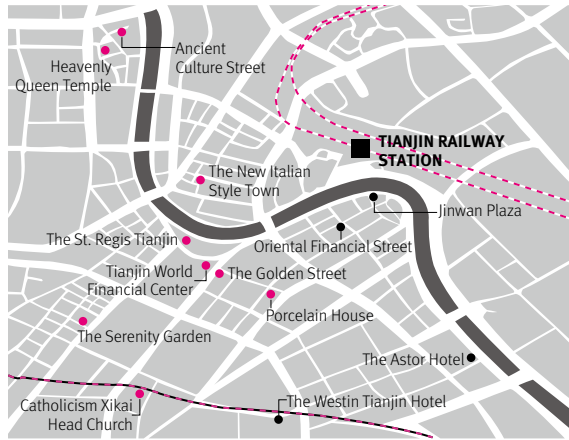 Ancient
Culture Street
Heavenly
Queen Temple
TIANJIN RAILWAY
STATION
The New Italian
Style Town
Jinwan Plaza
The St. Regis Tianjin
Oriental Financial Street
Tianjin World
Financial Center
The Golden Street
Porcelain House
The Serenity Garden
The Astor Hotel
Catholicism Xikai
Head Church
The Westin Tianjin Hotel